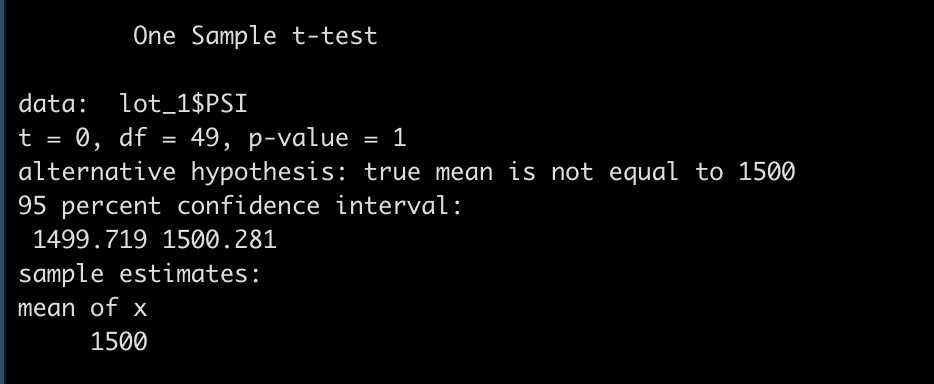 One Sample t-test
data:  lot_1$PSI
t = 0, df = 49, p-value = 1
alternative hypothesis: true mean is not equal to 1500
95 percent confidence interval:
1499.719 1500.281
sample estimates:
mean of x
1500